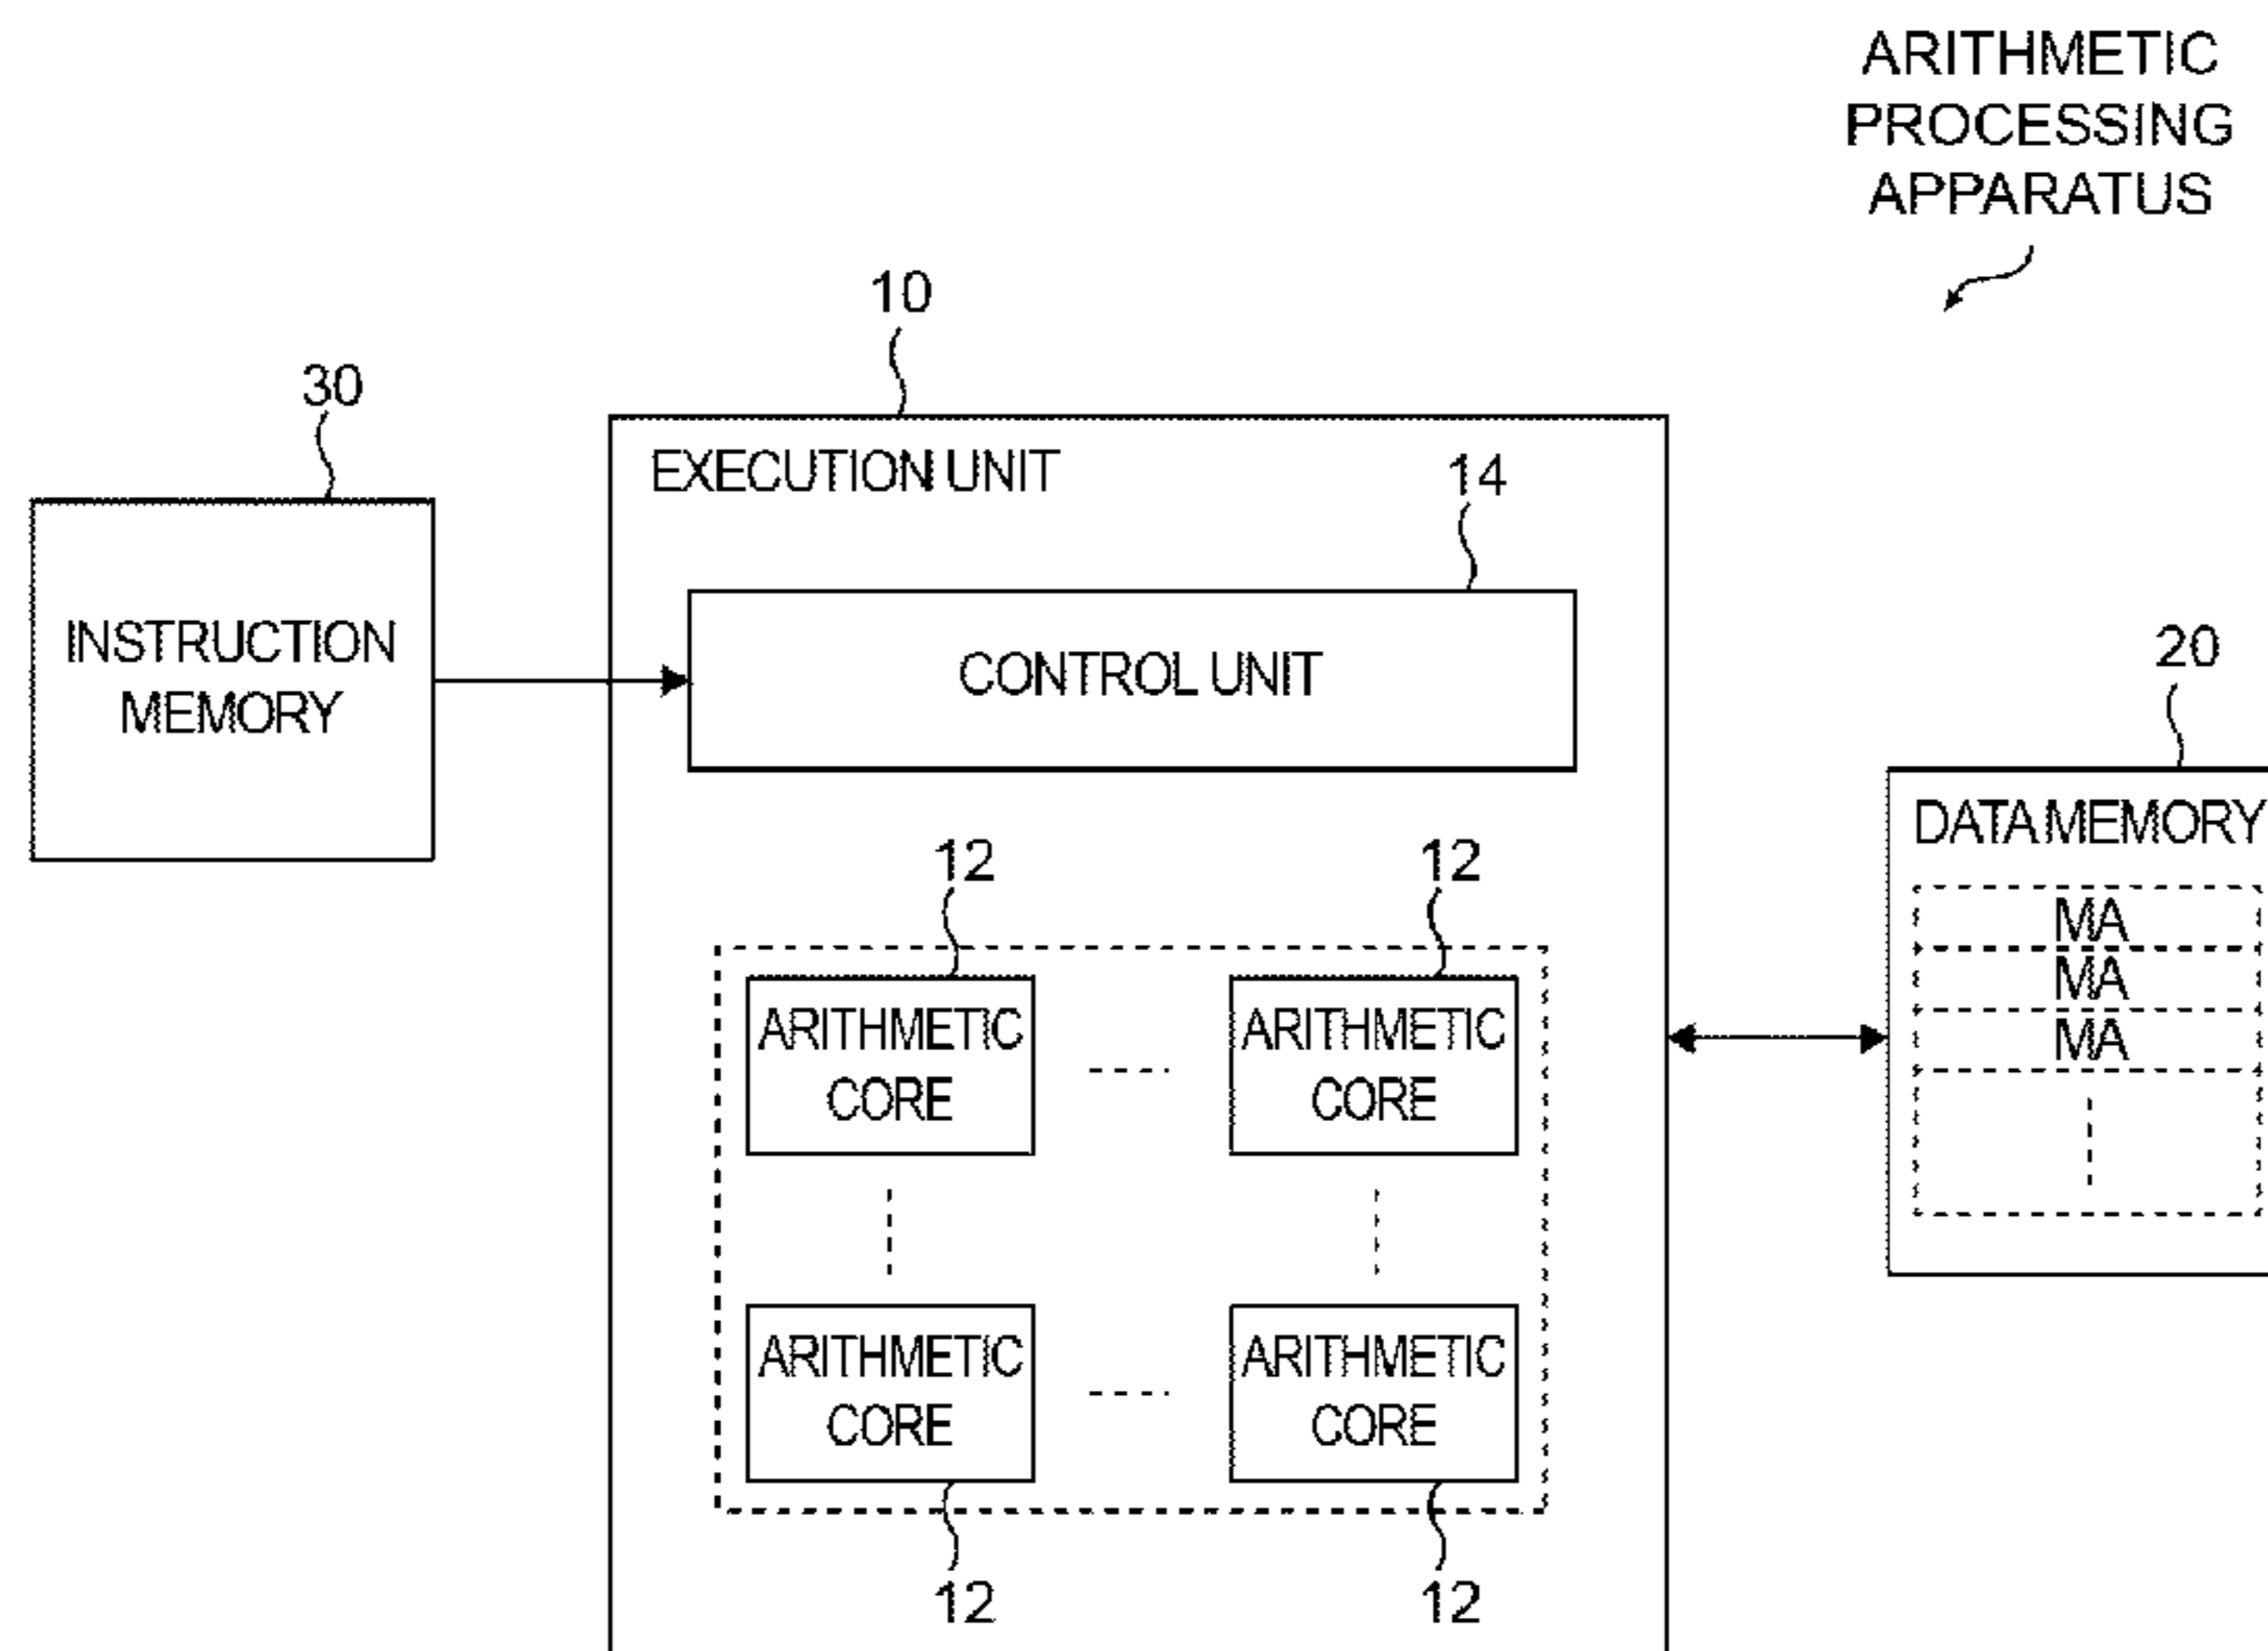 ARITHMETIC
PROCESSING
APPARATUS
10
30
EXECUTION UNIT
14
INSTRUCTION
MEMORY
CONTROL UNIT
20
DATA MEMORY
MA
MA
MA
12
12
ARITHMETIC
CORE
ARITHMETIC
CORE
ARITHMETIC
CORE
ARITHMETIC
CORE
12
12